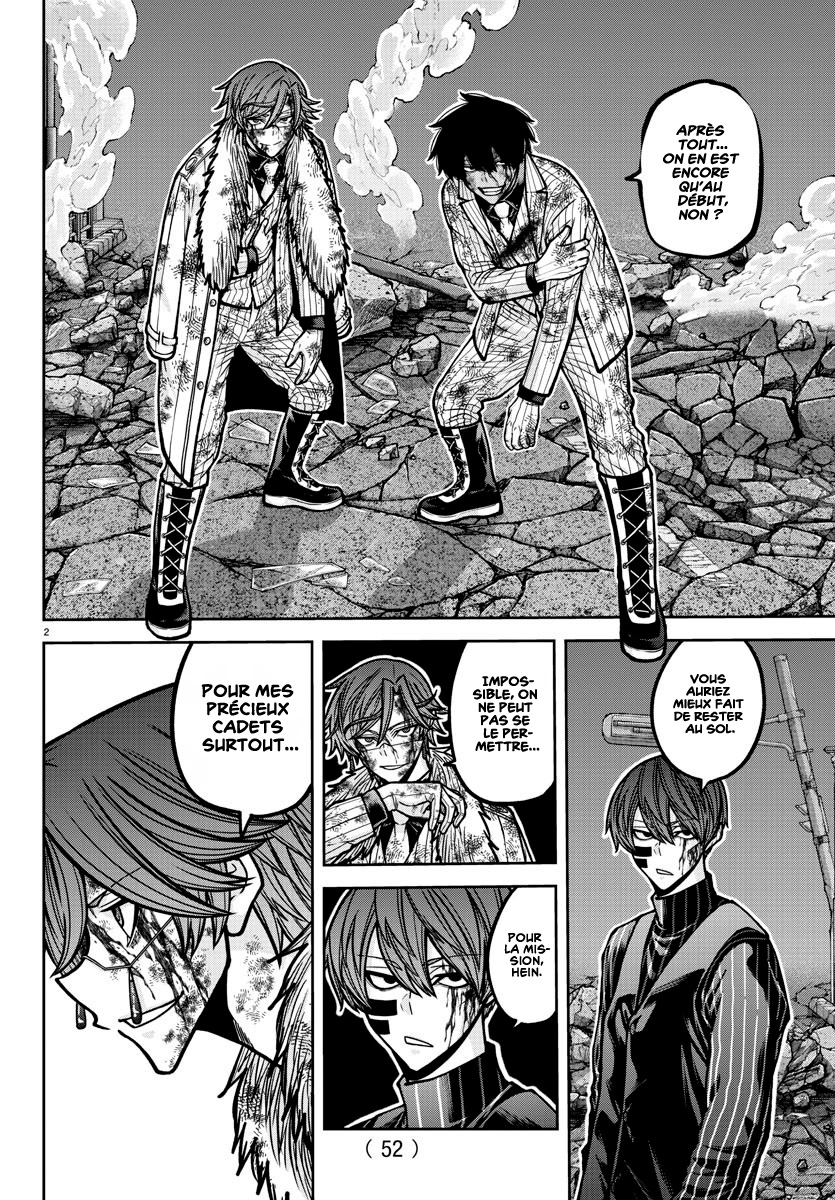 APRÈS
TOUT...
ON EN EST
ENCORE
QU'AU
DÉBUT,
NON ?
2
VOUS
AURIEZ
MIEUX FAIT
DE RESTER
AU SOL.
IMPOS-
SIBLE, ON
NE PEUT
PAS SE
LE PER-
METTRE...
POUR
LA MIS-
SION,
HEIN.
POUR MES
PRÉCIEUX
CADETS
SURTOUT...
( 52 )